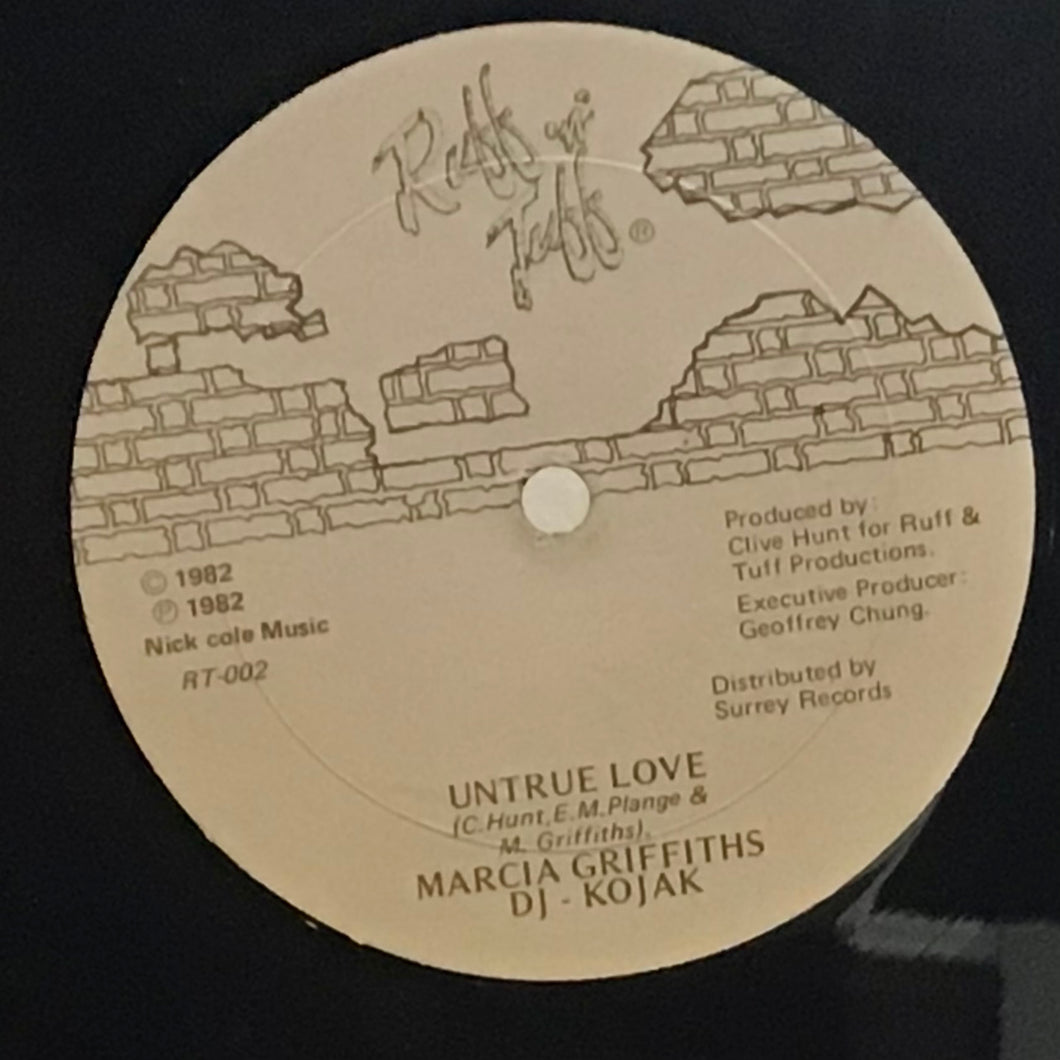 Ruff 'n'
Tuff ®
© 1982
℗ 1982
Nick cole Music
RT-002
Produced by:
Clive Hunt for Ruff &
Tuff Productions.
Executive Producer:
Geoffrey Chung.
Distributed by
Surrey Records
UNTRUE LOVE
(C.Hunt,E.M.Plange &
M. Griffiths).
MARCIA GRIFFITHS
DJ - KOJAK